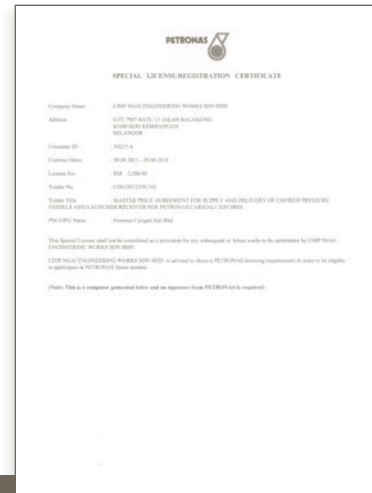 PETRONAS
SPECIAL LICENSE/REGISTRATION CERTIFICATE
Company Name : CHIP NGAI ENGINEERING WORKS SDN BHD
Address : LOT 7907 BATU 11 JALAN BALAKONG
43300 SERI KEMBANGAN
SELANGOR
Company ID
Contract Dates
License Fee : RM
Tender No
Tender Title : MASTER PRICE AGREEMENT FOR SUPPLY AND DELIVERY OF UNFIRED PRESSURE
VESSELS AND LAUNCHER/RECEIVER FOR PETRONAS CARIGALI SDN BHD
Name : Petronas Carigali Sdn Bhd
This Special License shall not be considered as a precedent for any subsequent or future works to be undertaken by CHIP NGAI
ENGINEERING WORKS SDN BHD.
CHIP NGAI ENGINEERING WORKS SDN BHD is advised to observe PETRONAS licensing requirements in order to be eligible
to participate in PETRONAS future tenders.
(Note: This is a computer generated letter and no signature from PETRONAS is required)